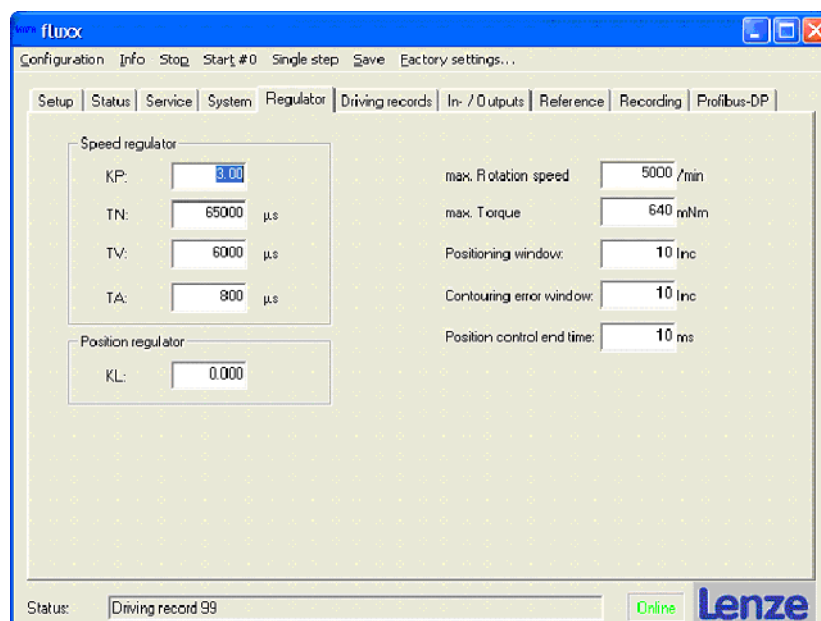 Lenze fluxx
Configuration Info Stop Start #0 Single step Save Factory settings...
Setup Status Service System Regulator Driving records In- / Outputs Reference Recording Profibus-DP
Speed regulator
KP: 3.00
TN: 65000 µs
TV: 6000 µs
TA: 800 µs
Position regulator
KL: 0.000
max. Rotation speed 5000 /min
max. Torque 640 mNm
Positioning window: 10 Inc
Contouring error window: 10 Inc
Position control end time: 10 ms
Status: Driving record 99 Online Lenze